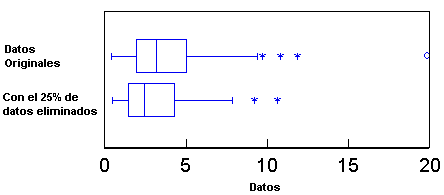 Datos
Originales
Con el 25% de
datos eliminados
0 5 10 15 20
Datos